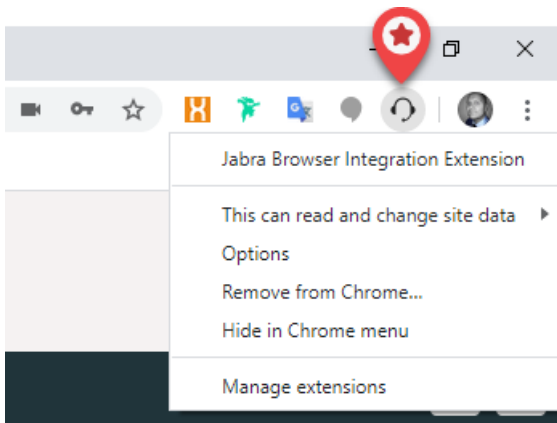 Jabra Browser Integration Extension
This can read and change site data
Options
Remove from Chrome...
Hide in Chrome menu
Manage extensions